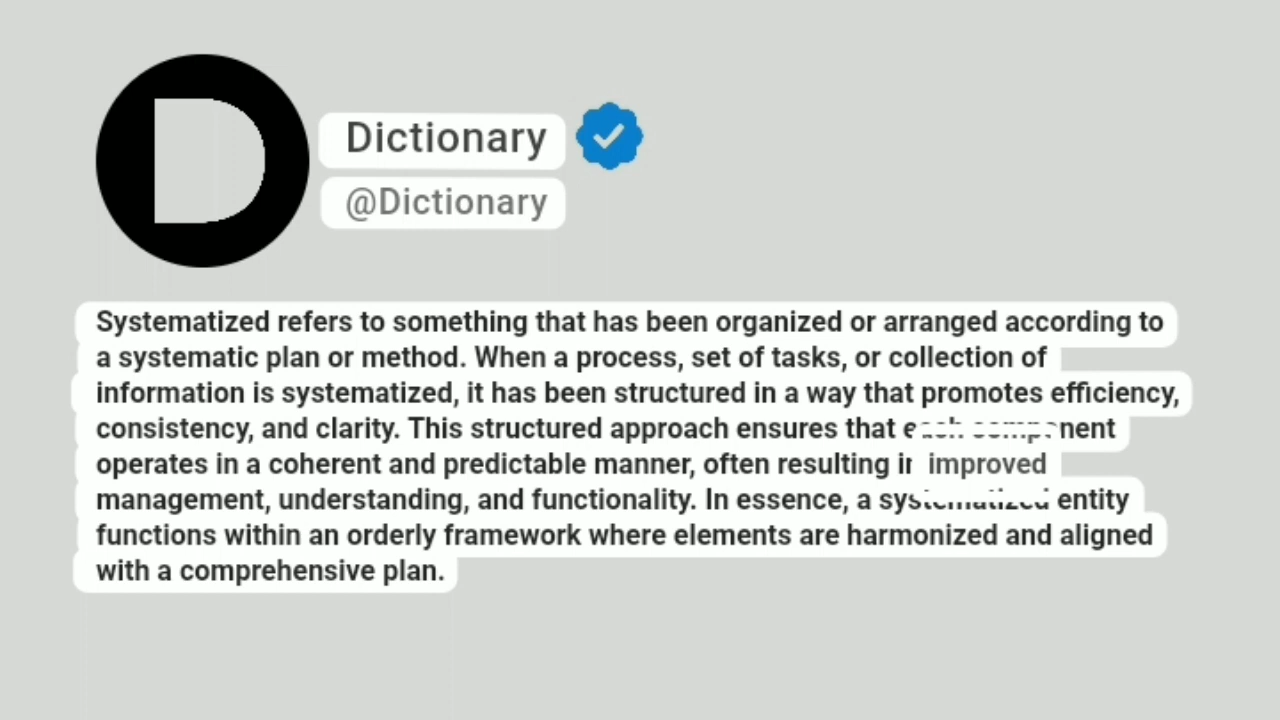 D
Dictionary
@Dictionary
Systematized refers to something that has been organized or arranged according to
a systematic plan or method. When a process, set of tasks, or collection of
information is systematized, it has been structured in a way that promotes efficiency,
consistency, and clarity. This structured approach ensures that each component
operates in a coherent and predictable manner, often resulting in improved
management, understanding, and functionality. In essence, a systematized entity
functions within an orderly framework where elements are harmonized and aligned
with a comprehensive plan.